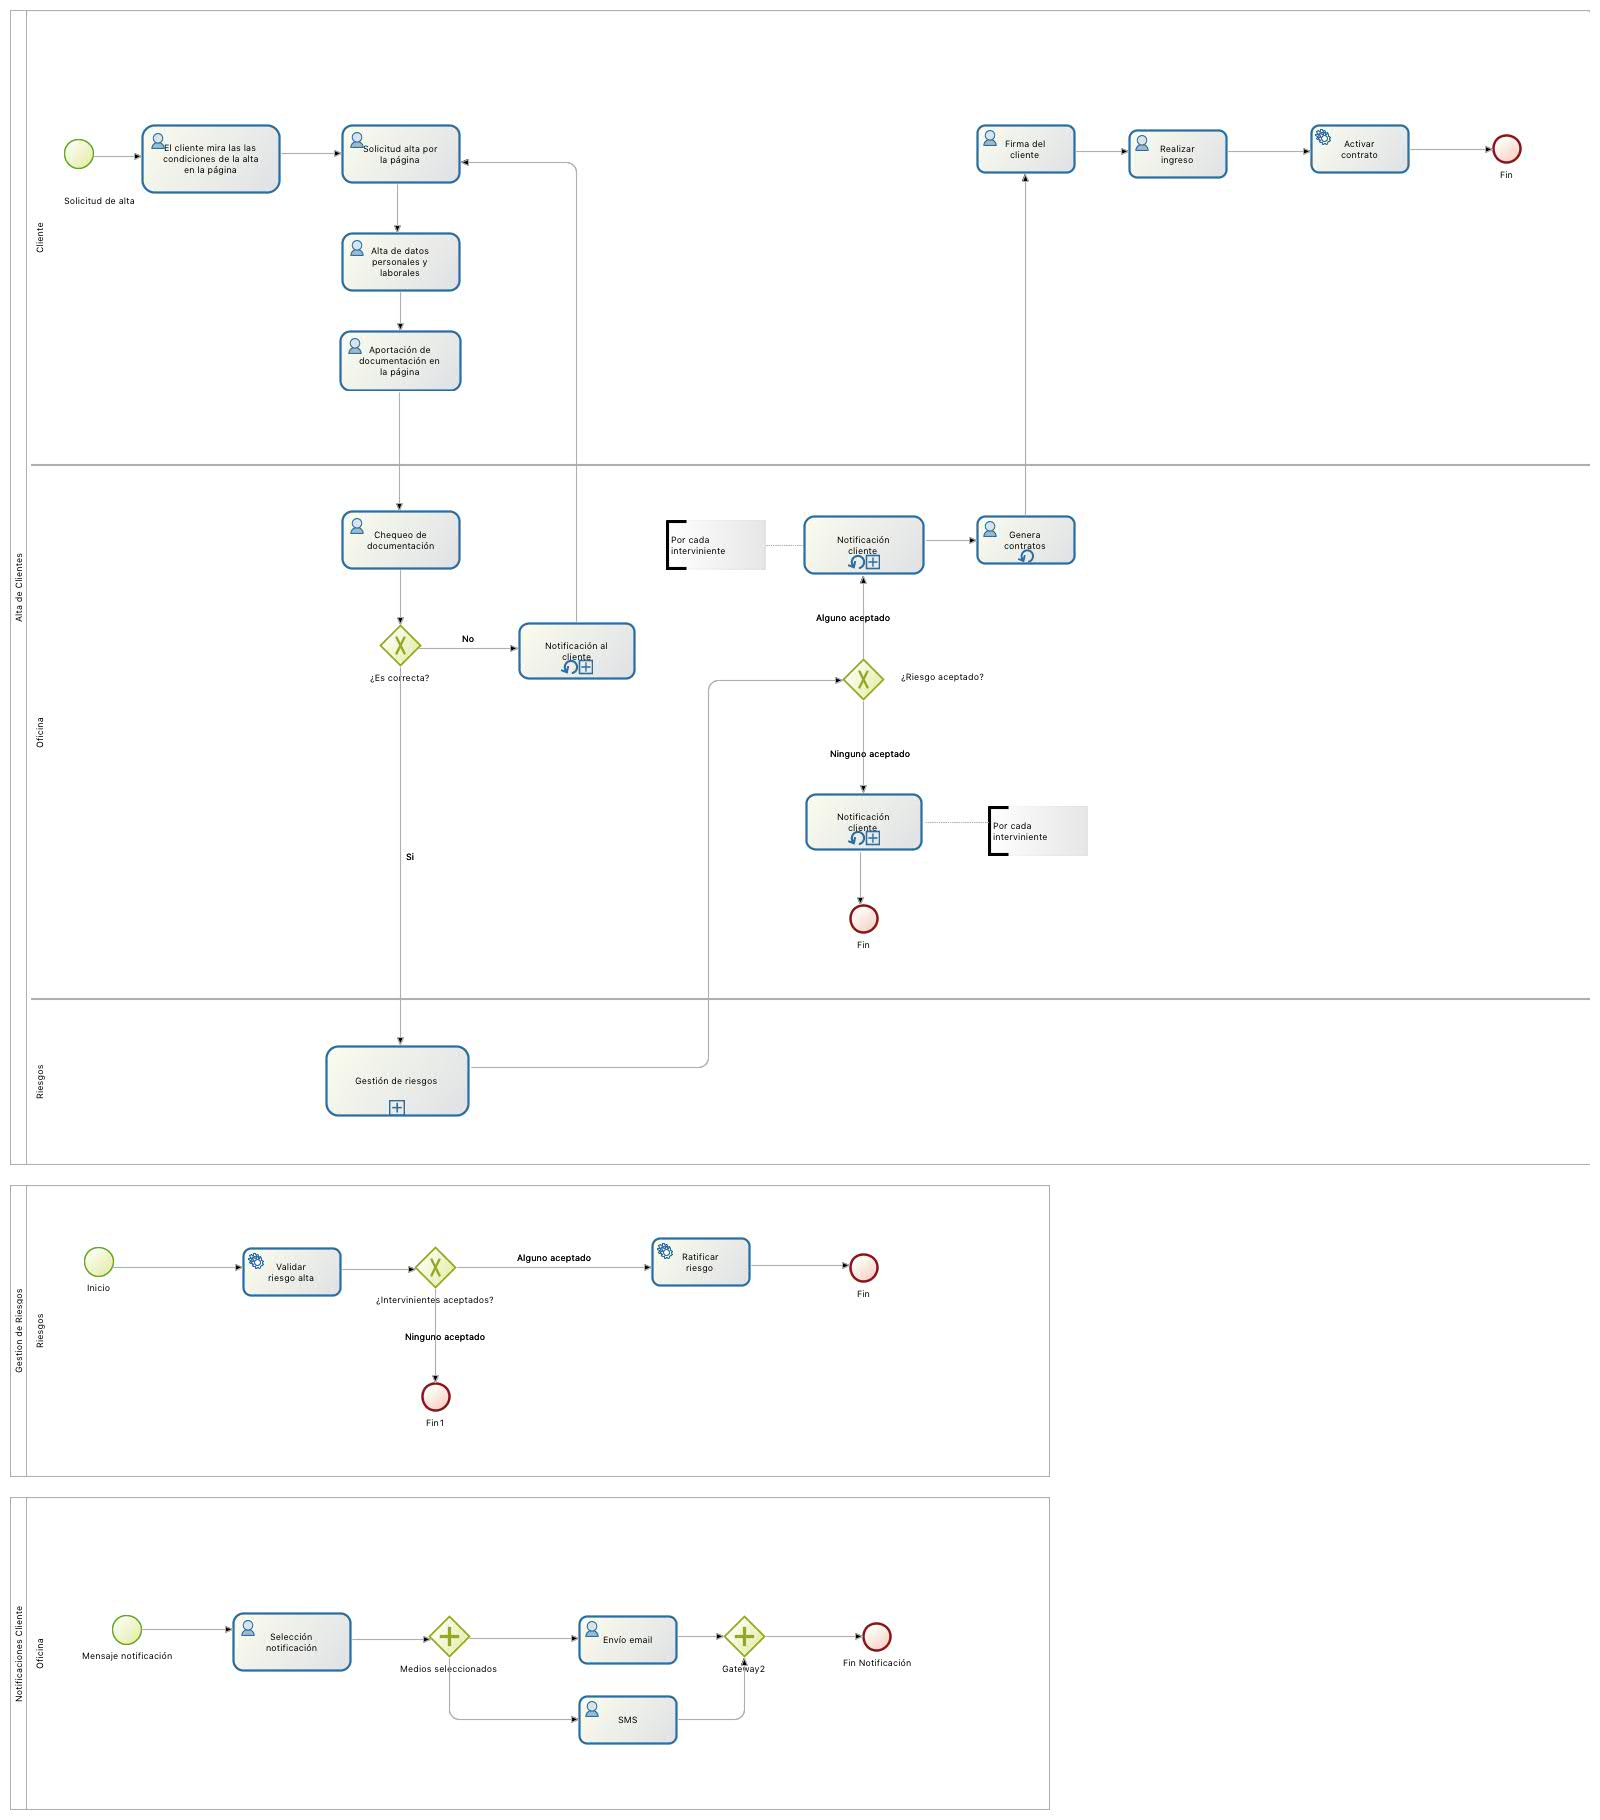 Alta de Clientes
Cliente
Solicitud de alta
El cliente mira las las
condiciones de la alta
en la página
Solicitud alta por
la página
Alta de datos
personales y
laborales
Aportación de
documentación en
la página
Firma del
cliente
Realizar
ingreso
Activar
contrato
Fin
Oficina
Chequeo de
documentación
¿Es correcta?
No
Notificación al
cliente
Si
Por cada
interviniente
Notificación
cliente
Genera
contratos
Alguno aceptado
¿Riesgo aceptado?
Ninguno aceptado
Notificación
cliente
Por cada
interviniente
Fin
Riesgos
Gestión de riesgos
Gestion de Riesgos
Riesgos
Inicio
Validar
riesgo alta
¿Intervinientes aceptados?
Alguno aceptado
Ratificar
riesgo
Fin
Ninguno aceptado
Fin1
Notificaciones Cliente
Oficina
Mensaje notificación
Selección
notificación
Medios seleccionados
Envío email
Gateway2
Fin Notificación
SMS